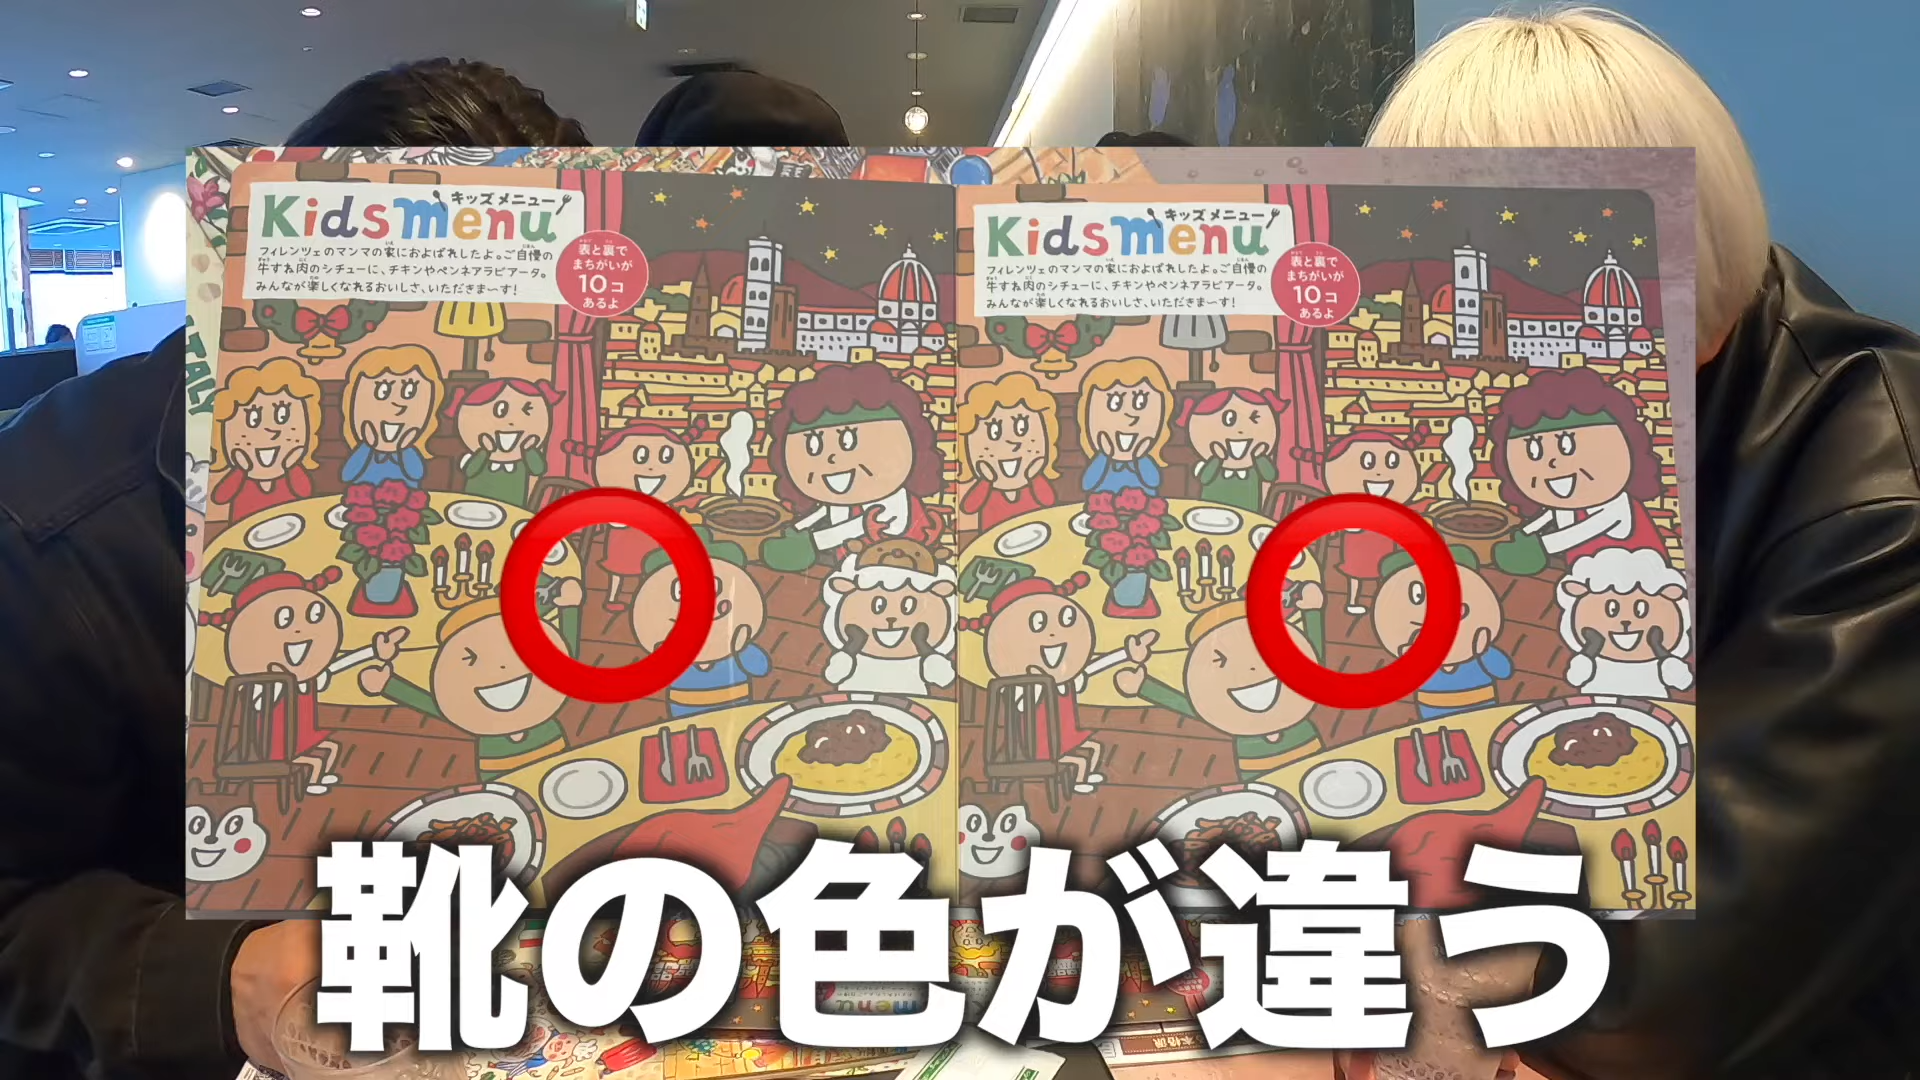 Kids menu キッズメニュー
フィレンツェのマンマの家におよばれしたよ。ご自慢の
牛すね肉のシチューに、チキンやペンネアラビアータ。
みんなが楽しくなれるおいしさ、いただきま〜す!
表と裏で
まちがいが
10コ
あるよ
Kids menu キッズメニュー
フィレンツェのマンマの家におよばれしたよ。ご自慢の
牛すね肉のシチューに、チキンやペンネアラビアータ。
みんなが楽しくなれるおいしさ、いただきま〜す!
表と裏で
まちがいが
10コ
あるよ
靴の色が違う